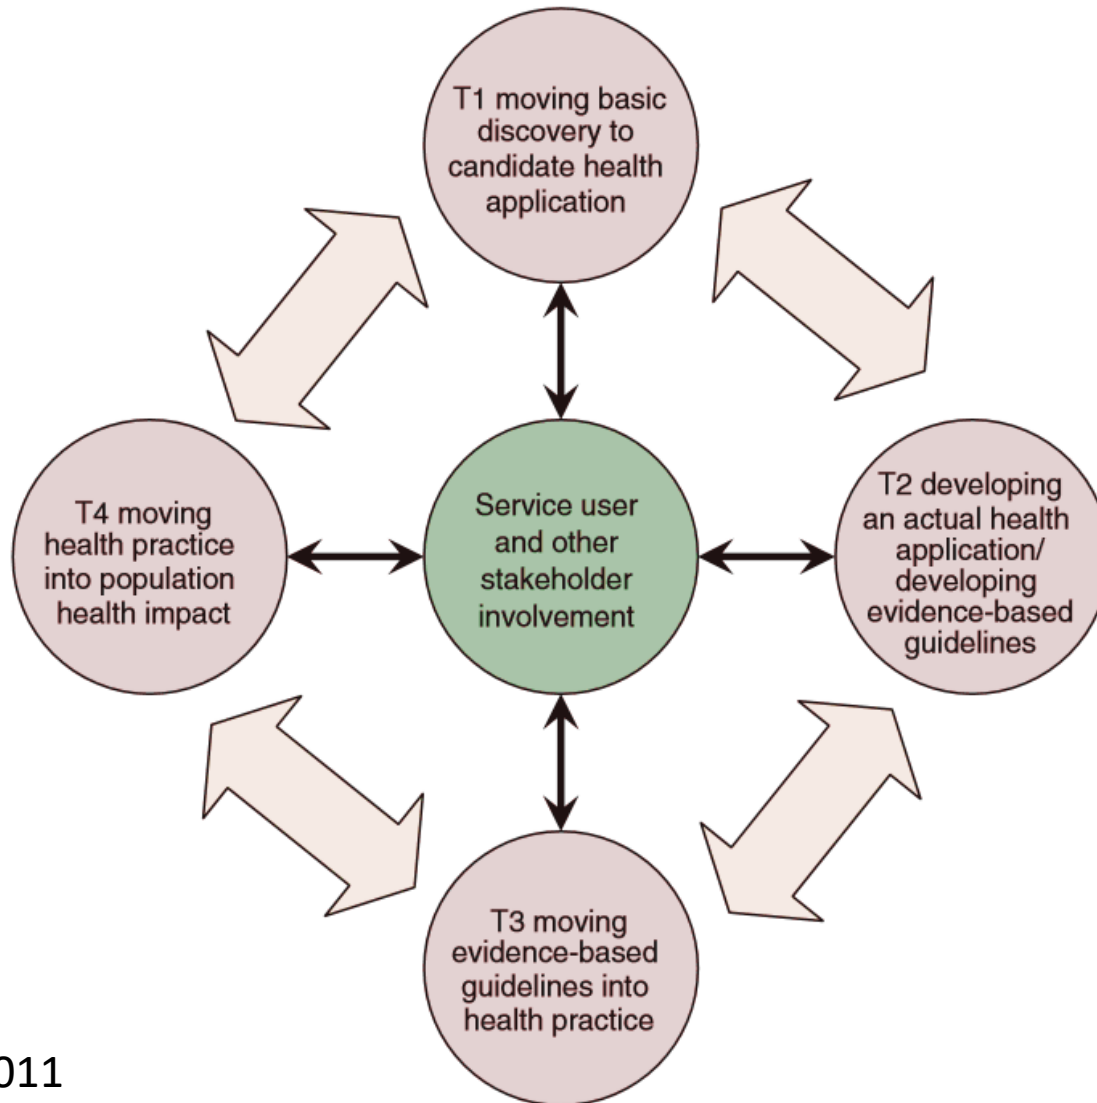 T1 moving basic
discovery to
candidate health
application
T4 moving
health practice
into population
health impact
Service user
and other
stakeholder
involvement
T2 developing
an actual health
application/
developing
evidence-based
guidelines
T3 moving
evidence-based
guidelines into
health practice
011